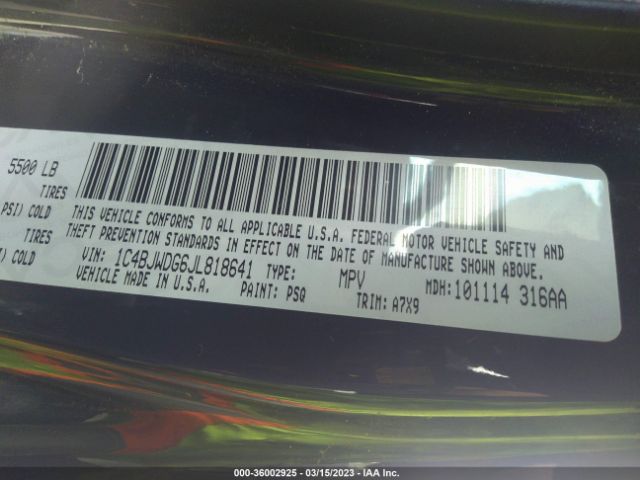 5500 LB
TIRES
PSI) COLD
TIRES
SI) COLD
THIS VEHICLE CONFORMS TO ALL APPLICABLE U.S.A. FEDERAL MOTOR VEHICLE SAFETY AND
THEFT PREVENTION STANDARDS IN EFFECT ON THE DATE OF MANUFACTURE SHOWN ABOVE.
VIN: 1C4BJWDG6JL818641 TYPE: MPV MDH:101114 316AA
VEHICLE MADE IN U.S.A. PAINT: PSQ TRIM: A7X9
000-36002925 - 03/15/2023 - IAA Inc.